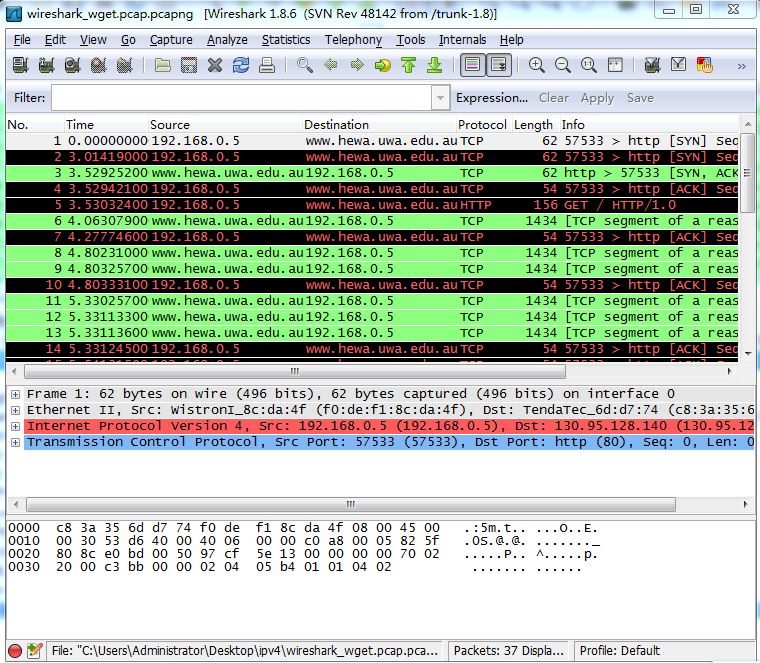 wireshark_wget.pcap.pcapng [Wireshark 1.8.6 (SVN Rev 48142 from /trunk-1.8)]
File Edit View Go Capture Analyze Statistics Telephony Tools Internals Help
Filter: Expression... Clear Apply Save
No. Time Source Destination Protocol Length Info
1 0.00000000 192.168.0.5 www.hewa.uwa.edu.au TCP 62 57533 > http [SYN] Seq
2 3.01419000 192.168.0.5 www.hewa.uwa.edu.au TCP 62 57533 > http [SYN] Seq
3 3.52925200 www.hewa.uwa.edu.au 192.168.0.5 TCP 62 http > 57533 [SYN, ACK
4 3.52942100 192.168.0.5 www.hewa.uwa.edu.au TCP 54 57533 > http [ACK] Seq
5 3.53032400 192.168.0.5 www.hewa.uwa.edu.au HTTP 156 GET / HTTP/1.0
6 4.06307900 www.hewa.uwa.edu.au 192.168.0.5 TCP 1434 [TCP segment of a reas
7 4.27774600 192.168.0.5 www.hewa.uwa.edu.au TCP 54 57533 > http [ACK] Seq
8 4.80231000 www.hewa.uwa.edu.au 192.168.0.5 TCP 1434 [TCP segment of a reas
9 4.80325700 www.hewa.uwa.edu.au 192.168.0.5 TCP 1434 [TCP segment of a reas
10 4.80333100 192.168.0.5 www.hewa.uwa.edu.au TCP 54 57533 > http [ACK] Seq
11 5.33025700 www.hewa.uwa.edu.au 192.168.0.5 TCP 1434 [TCP segment of a reas
12 5.33113300 www.hewa.uwa.edu.au 192.168.0.5 TCP 1434 [TCP segment of a reas
13 5.33113600 www.hewa.uwa.edu.au 192.168.0.5 TCP 1434 [TCP segment of a reas
14 5.33124500 192.168.0.5 www.hewa.uwa.edu.au TCP 54 57533 > http [ACK] Seq
Frame 1: 62 bytes on wire (496 bits), 62 bytes captured (496 bits) on interface 0
Ethernet II, Src: WistronI_8c:da:4f (f0:de:f1:8c:da:4f), Dst: TendaTec_6d:d7:74 (c8:3a:35:6
Internet Protocol Version 4, Src: 192.168.0.5 (192.168.0.5), Dst: 130.95.128.140 (130.95.12
Transmission Control Protocol, Src Port: 57533 (57533), Dst Port: http (80), Seq: 0, Len: 0
0000 c8 3a 35 6d d7 74 f0 de f1 8c da 4f 08 00 45 00 .:5m.t.. ...O..E.
0010 00 30 53 d6 40 00 40 06 00 00 c0 a8 00 05 82 5f .0S.@.@. ......._
0020 80 8c e0 bd 00 50 97 cf 5e 13 00 00 00 00 70 02 .....P.. ^.....p.
0030 20 00 c3 bb 00 00 02 04 05 b4 01 01 04 02 ....... ......
File: "C:\Users\Administrator\Desktop\ipv4\wireshark_wget.pcap.pca... Packets: 37 Displa... Profile: Default